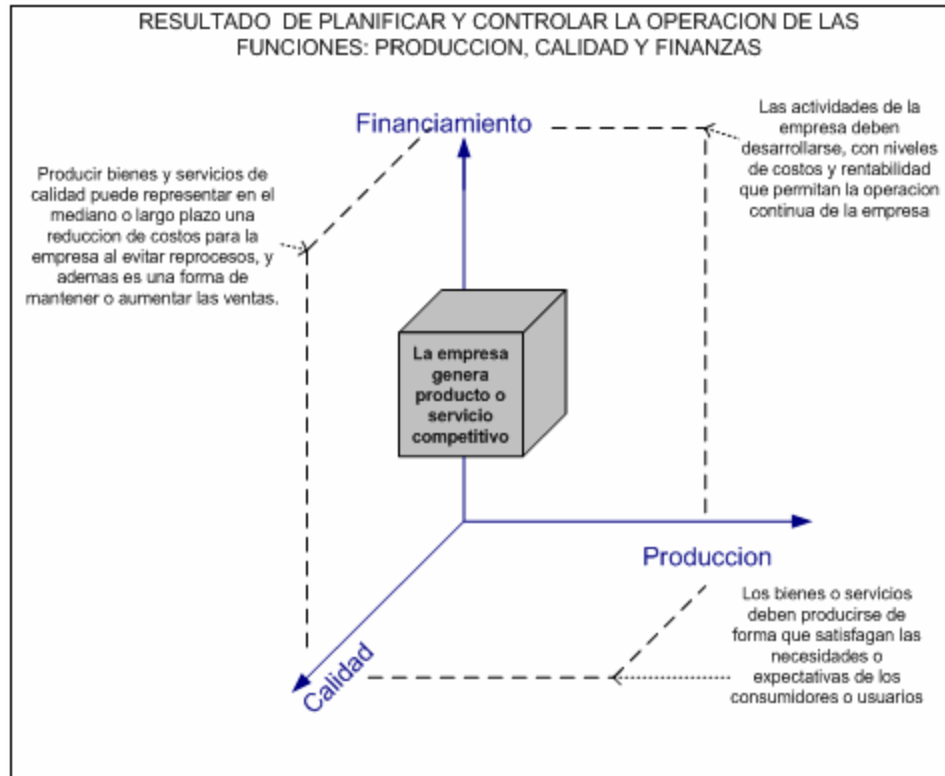 RESULTADO DE PLANIFICAR Y CONTROLAR LA OPERACION DE LAS
FUNCIONES: PRODUCCION, CALIDAD Y FINANZAS
Financiamiento
Las actividades de la
empresa deben
desarrollarse, con niveles
de costos y rentabilidad
que permitan la operacion
continua de la empresa
Producir bienes y servicios de
calidad puede representar en el
mediano o largo plazo una
reduccion de costos para la
empresa al evitar reprocesos, y
ademas es una forma de
mantener o aumentar las ventas.
La empresa
genera
producto o
servicio
competitivo
Produccion
Los bienes o servicios
deben producirse de
forma que satisfagan las
necesidades o
expectativas de los
consumidores o usuarios
Calidad